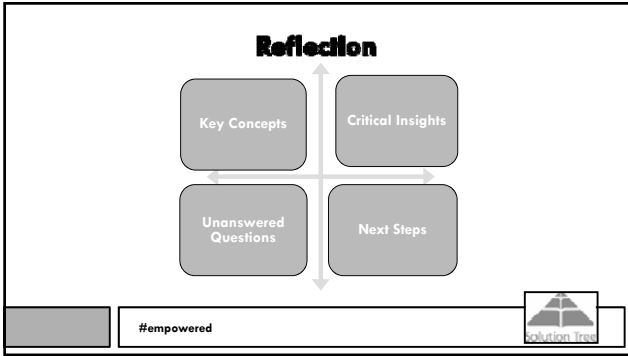 Reflection
Key Concepts
Critical Insights
Unanswered
Questions
Next Steps
#empowered
Solution Tree